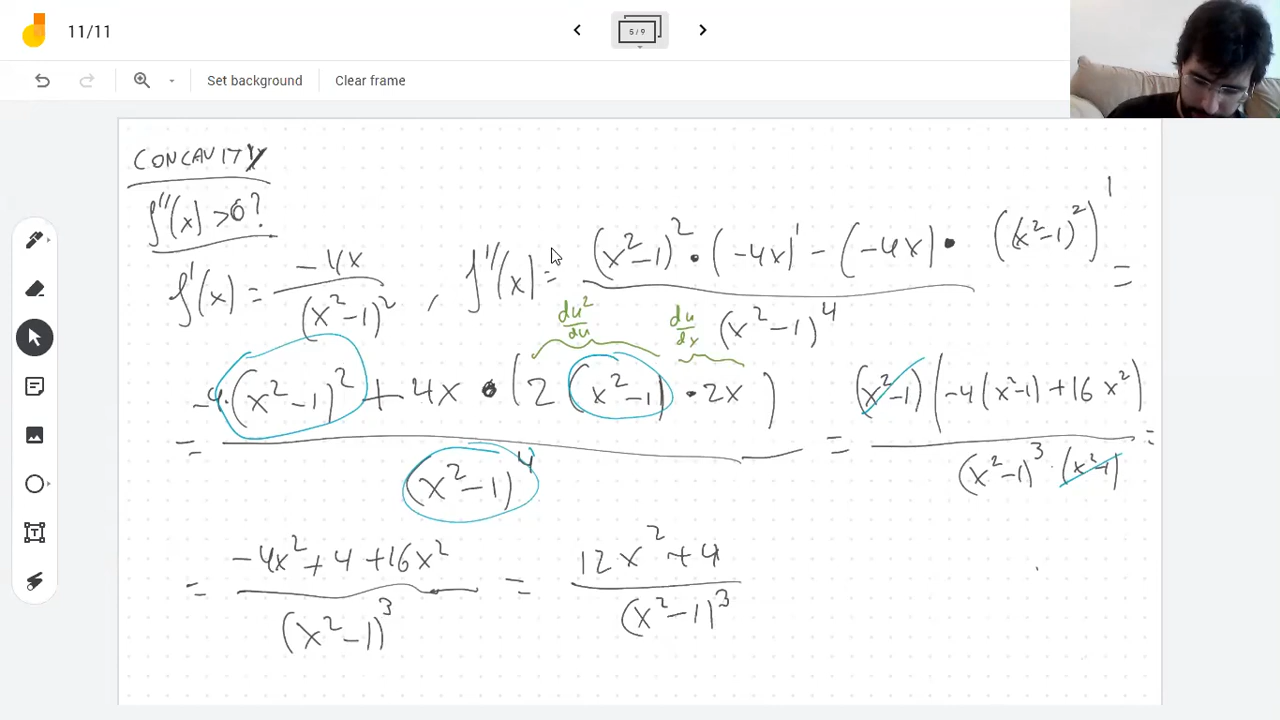 11/11
5 / 9
Set background
Clear frame
CONCAVITY
f''(x) > 0?
f'(x) = -4x / (x²-1)² , f''(x) = (x²-1)² • (-4x)' - (-4x) • ((x²-1)²)' / (x²-1)⁴ =
du²/du du/dx
= -4·(x²-1)² + 4x • (2 (x²-1) • 2x) / (x²-1)⁴ = (x²-1)(-4(x²-1)+16x²) / (x²-1)³·(x²-1) =
= -4x²+4+16x² / (x²-1)³ = 12x²+4 / (x²-1)³